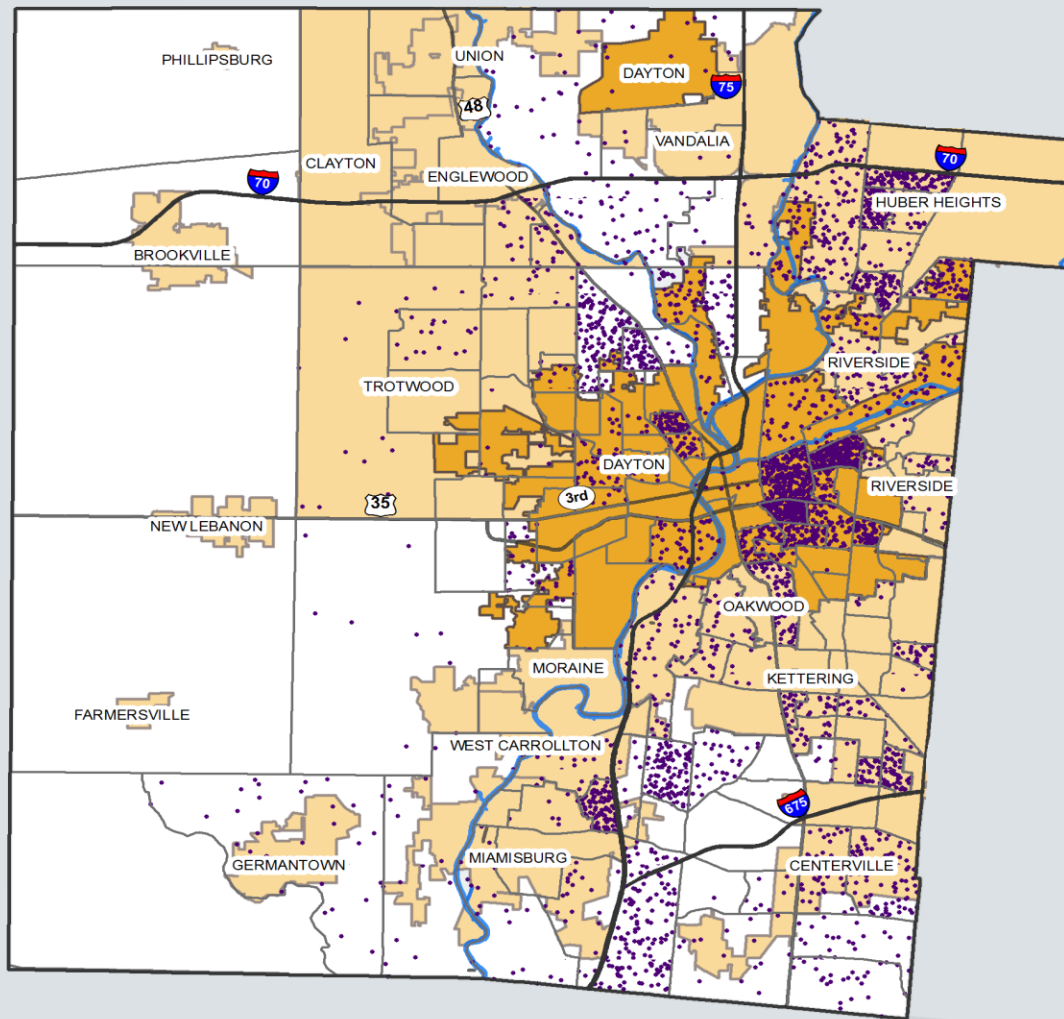 PHILLIPSBURG
UNION
DAYTON
75
48
VANDALIA
CLAYTON
70
ENGLEWOOD
70
HUBER HEIGHTS
BROOKVILLE
RIVERSIDE
TROTWOOD
DAYTON
RIVERSIDE
35
3rd
NEW LEBANON
OAKWOOD
MORAINE
KETTERING
FARMERSVILLE
WEST CARROLLTON
675
GERMANTOWN
MIAMISBURG
CENTERVILLE